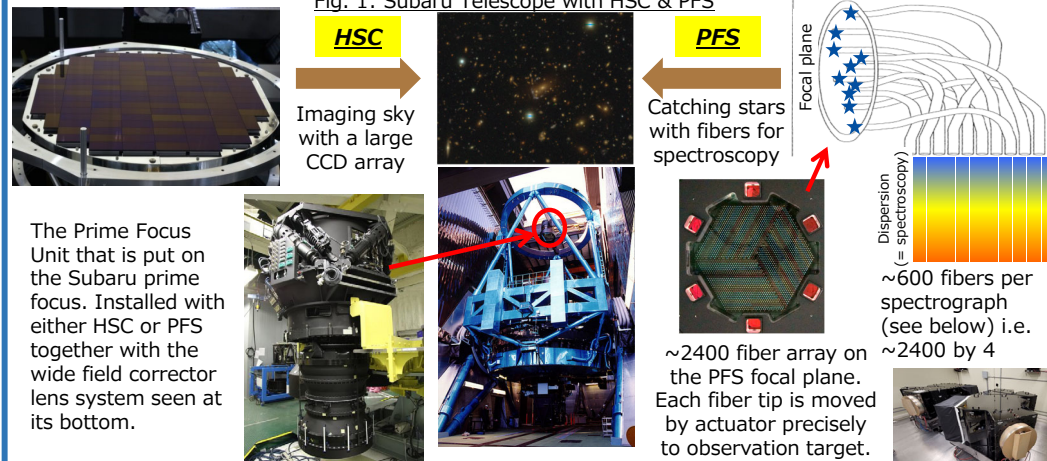 Fig. 1: Subaru Telescope with HSC & PFS
HSC
Imaging sky
with a large
CCD array
PFS
Catching stars
with fibers for
spectroscopy
Focal plane
Dispersion
(= spectroscopy)
The Prime Focus
Unit that is put on
the Subaru prime
focus. Installed with
either HSC or PFS
together with the
wide field corrector
lens system seen at
its bottom.
~2400 fiber array on
the PFS focal plane.
Each fiber tip is moved
by actuator precisely
to observation target.
~600 fibers per
spectrograph
(see below) i.e.
~2400 by 4